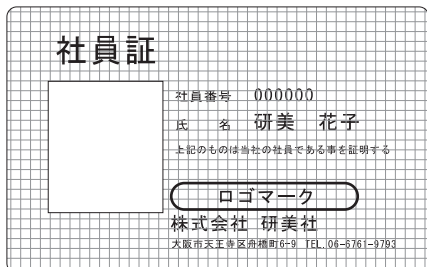 社員証
社員番号 000000
氏 名 研美 花子
上記のものは当社の社員である事を証明する
ロゴマーク
株式会社 研美社
大阪市天王寺区舟橋町6-9 TEL.06-6761-9793